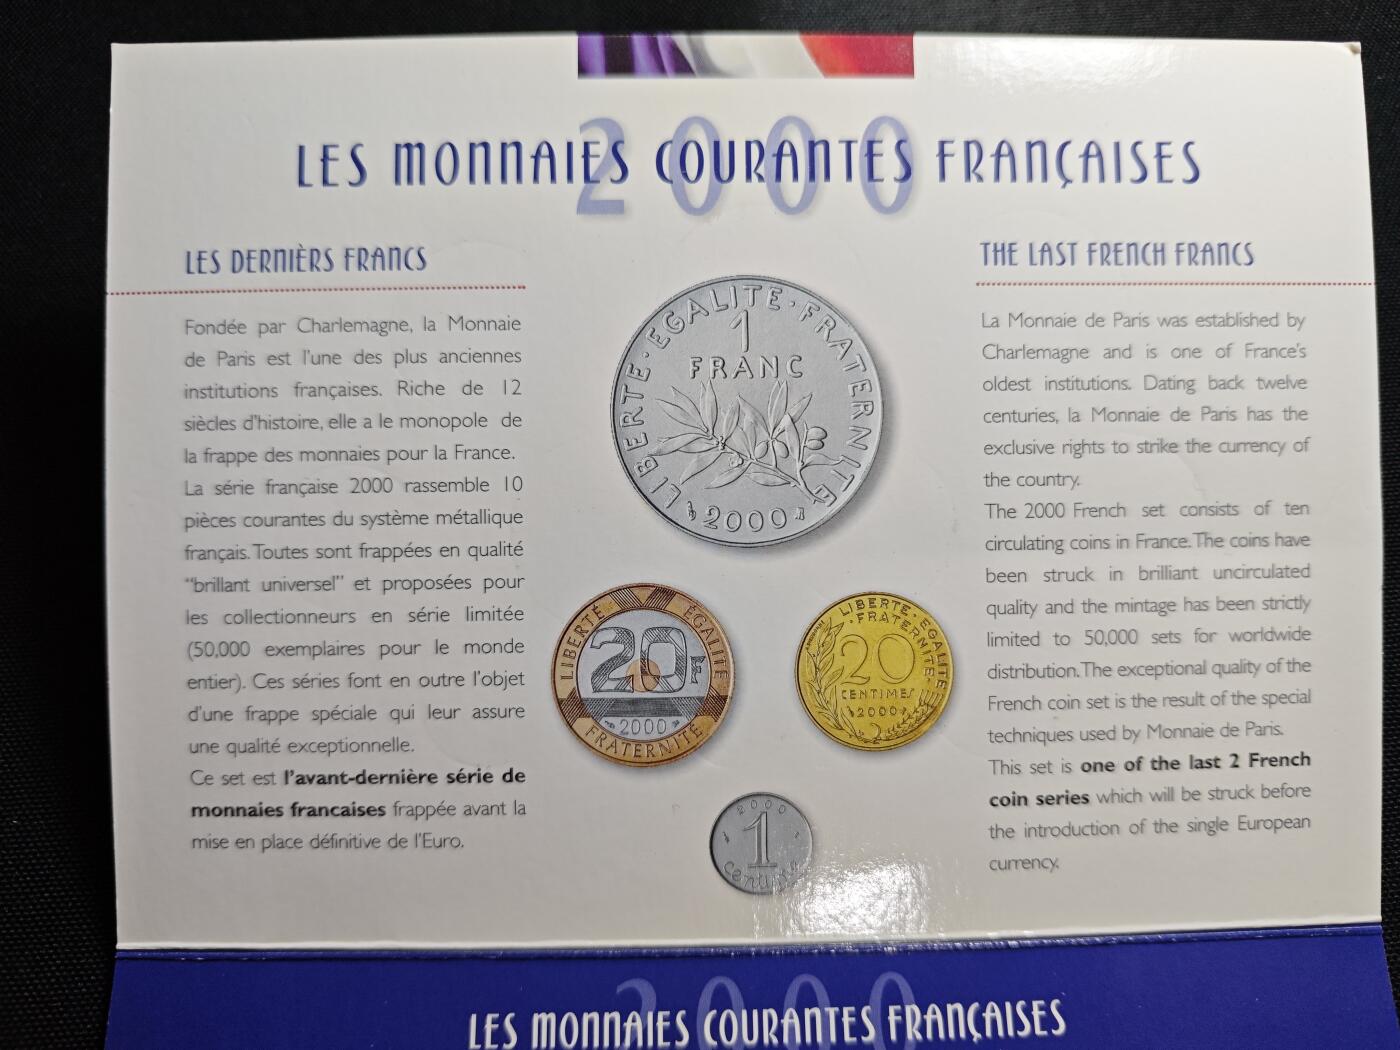 2000
LES MONNAIES COURANTES FRANÇAISES
LES DERNIÈRS FRANCS
Fondée par Charlemagne, la Monnaie
de Paris est l'une des plus anciennes
institutions françaises. Riche de 12
siècles d'histoire, elle a le monopole de
la frappe des monnaies pour la France.
La série française 2000 rassemble 10
pièces courantes du système métallique
français. Toutes sont frappées en qualité
"brillant universel" et proposées pour
les collectionneurs en série limitée
(50,000 exemplaires pour le monde
entier). Ces séries font en outre l'objet
d'une frappe spéciale qui leur assure
une qualité exceptionnelle.
Ce set est l'avant-dernière série de
monnaies francaises frappée avant la
mise en place définitive de l'Euro.
LIBERTE · EGALITE · FRATERNITE
1
FRANC
2000
LIBERTÉ ÉGALITÉ
20F
2000
FRATERNITÉ
LIBERTE · EGALITE
· FRATERNITE ·
20
CENTIMES
2000
2000
1
centime
THE LAST FRENCH FRANCS
La Monnaie de Paris was established by
Charlemagne and is one of France's
oldest institutions. Dating back twelve
centuries, la Monnaie de Paris has the
exclusive rights to strike the currency of
the country.
The 2000 French set consists of ten
circulating coins in France. The coins have
been struck in brilliant uncirculated
quality and the mintage has been strictly
limited to 50,000 sets for worldwide
distribution. The exceptional quality of the
French coin set is the result of the special
techniques used by Monnaie de Paris.
This set is one of the last 2 French
coin series which will be struck before
the introduction of the single European
currency.
2000
LES MONNAIES COURANTES FRANÇAISES